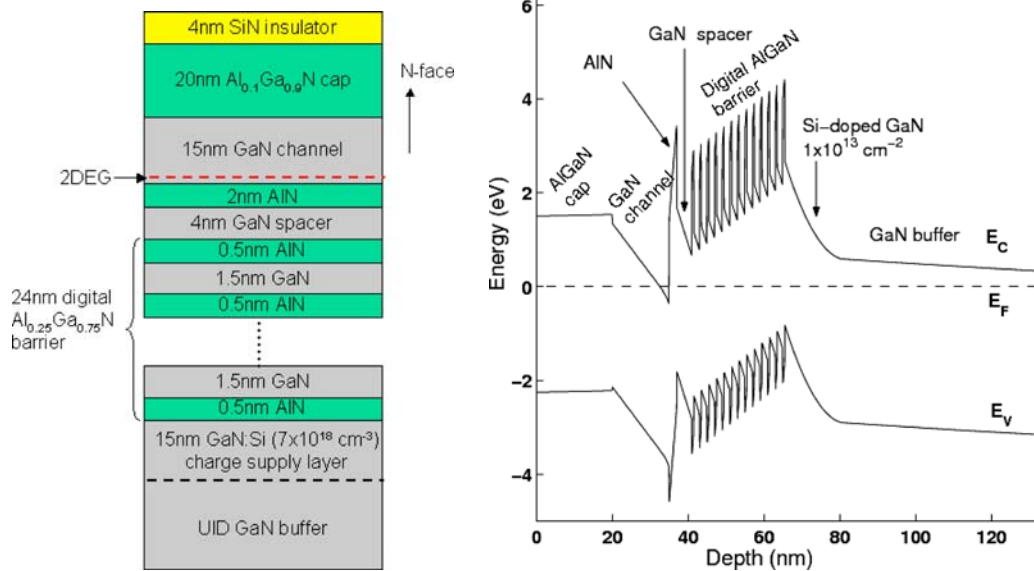 4nm SiN insulator
20nm Al0.1Ga0.9N cap
N-face
15nm GaN channel
2DEG
2nm AlN
4nm GaN spacer
0.5nm AlN
1.5nm GaN
0.5nm AlN
24nm digital
Al0.25Ga0.75N
barrier
1.5nm GaN
0.5nm AlN
15nm GaN:Si (7x10¹⁸ cm⁻³)
charge supply layer
UID GaN buffer
Energy (eV)
6
4
2
0
−2
−4
AlGaN
cap
GaN
channel
AlN
GaN spacer
Digital AlGaN
barrier
Si−doped GaN
1x10¹³ cm⁻²
GaN buffer
EC
EF
EV
0
20
40
60
80
100
120
Depth (nm)